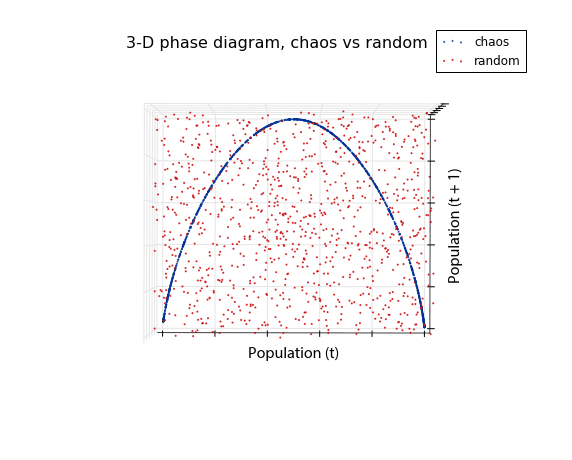 3-D phase diagram, chaos vs random
chaos
random
Population (t + 1)
Population (t)